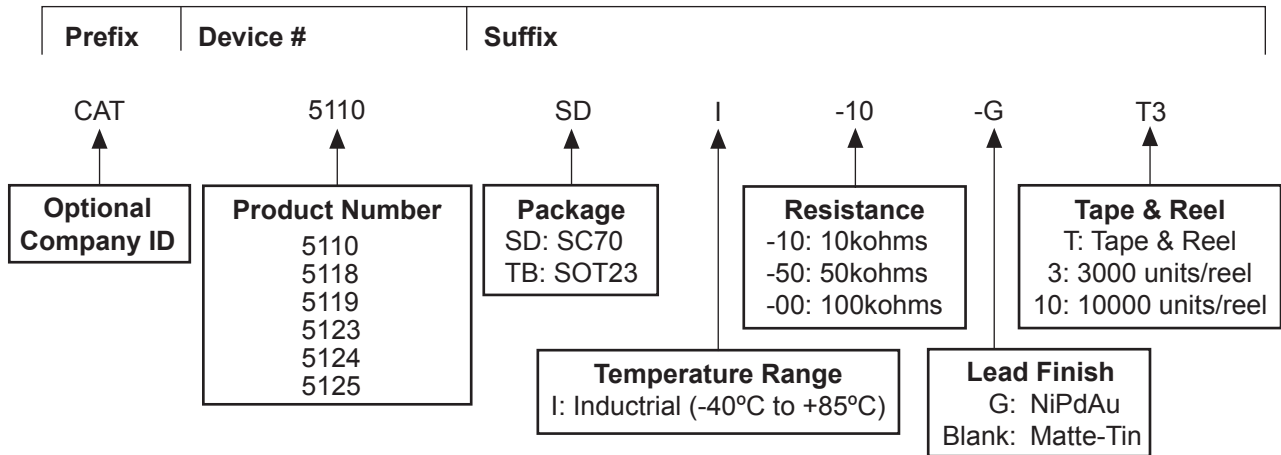 Prefix Device # Suffix
CAT 5110 SD I -10 -G T3
Optional
Company ID
Product Number
5110
5118
5119
5123
5124
5125
Package
SD: SC70
TB: SOT23
Resistance
-10: 10kohms
-50: 50kohms
-00: 100kohms
Tape & Reel
T: Tape & Reel
3: 3000 units/reel
10: 10000 units/reel
Temperature Range
I: Inductrial (-40ºC to +85ºC)
Lead Finish
G: NiPdAu
Blank: Matte-Tin